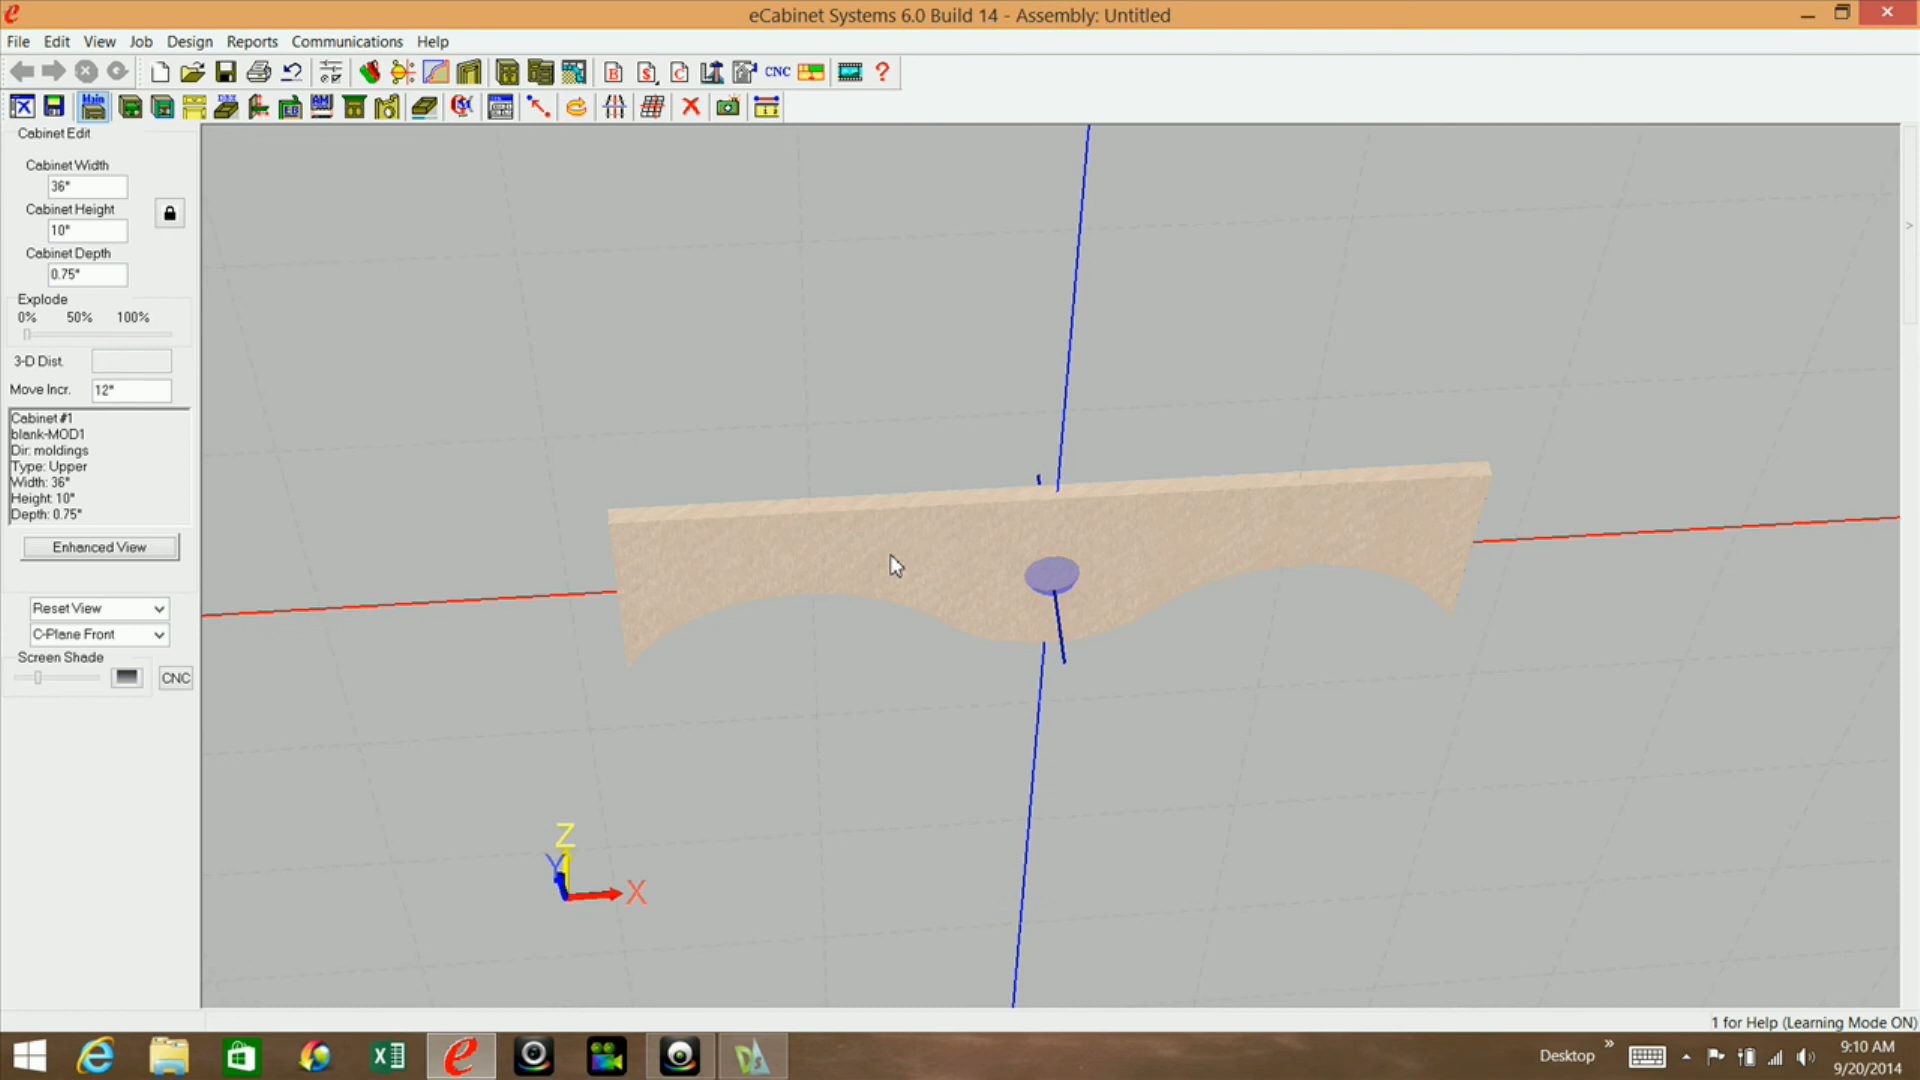 eCabinet Systems 6.0 Build 14 - Assembly: Untitled
File Edit View Job Design Reports Communications Help
B $ C CNC ?
Main
EB
Cabinet Edit
Cabinet Width
36"
Cabinet Height
10"
Cabinet Depth
0.75"
Explode
0% 50% 100%
3-D Dist.
Move Incr. 12"
Cabinet #1
blank-MOD1
Dir: moldings
Type: Upper
Width: 36"
Height: 10"
Depth: 0.75"
Enhanced View
Reset View
C-Plane Front
Screen Shade
CNC
Z
Y
X
1 for Help (Learning Mode ON)
Desktop
9:10 AM
9/20/2014